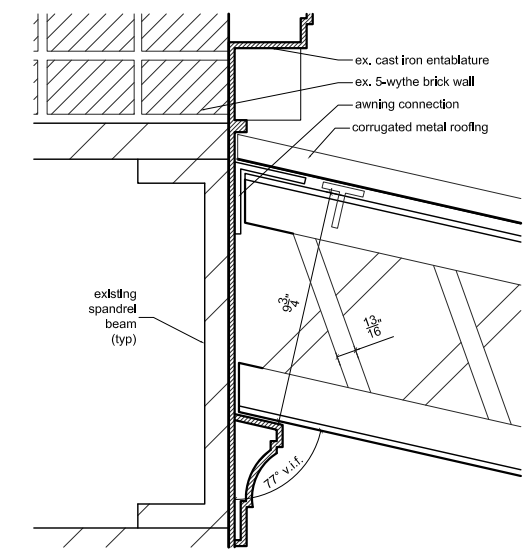 ex. cast iron entablature
ex. 5-wythe brick wall
awning connection
corrugated metal roofing
existing
spandrel
beam
(typ)
9 3/4"
13/16"
77° v.i.f.